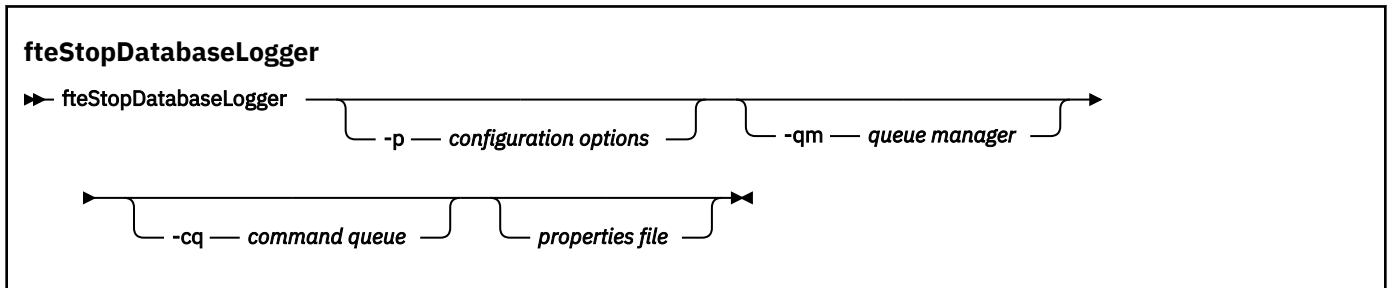 fteStopDatabaseLogger
fteStopDatabaseLogger
-p configuration options -qm queue manager
-cq command queue properties file